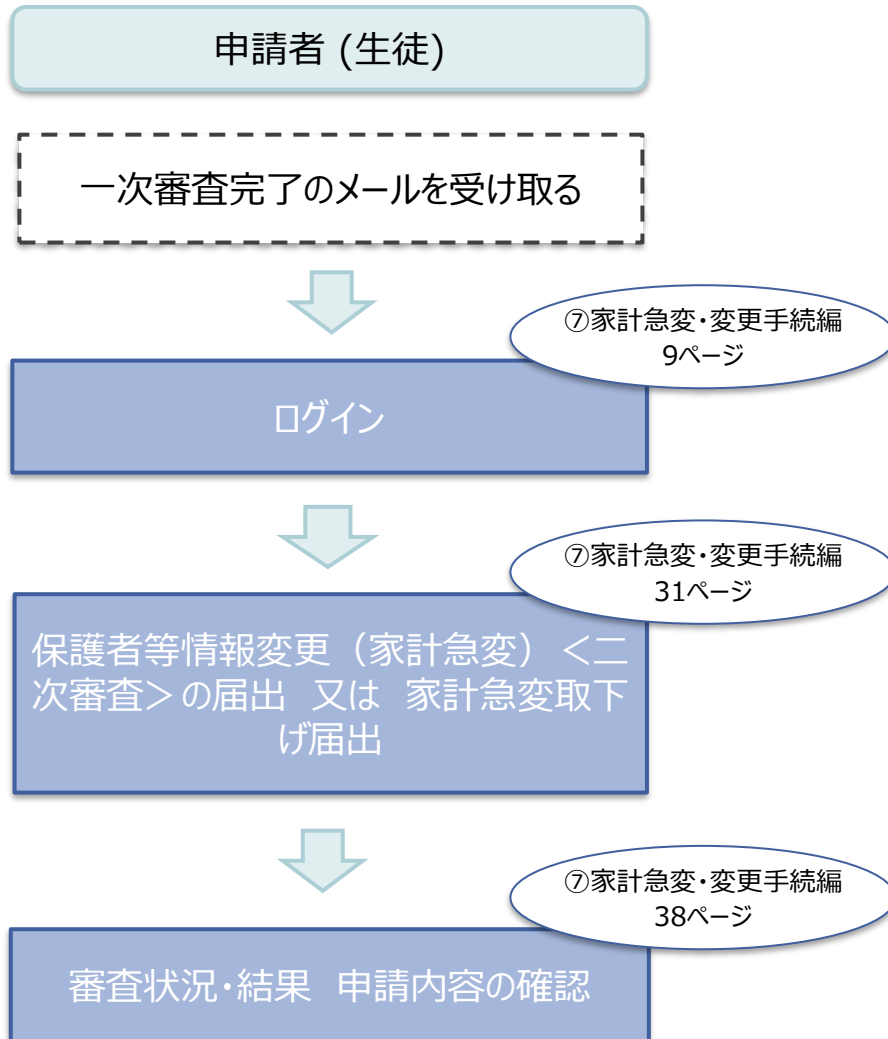 申請者 (生徒)
一次審査完了のメールを受け取る
⑦家計急変・変更手続編
9ページ
ログイン
⑦家計急変・変更手続編
31ページ
保護者等情報変更（家計急変）＜二
次審査＞の届出 又は 家計急変取下
げ届出
⑦家計急変・変更手続編
38ページ
審査状況・結果 申請内容の確認